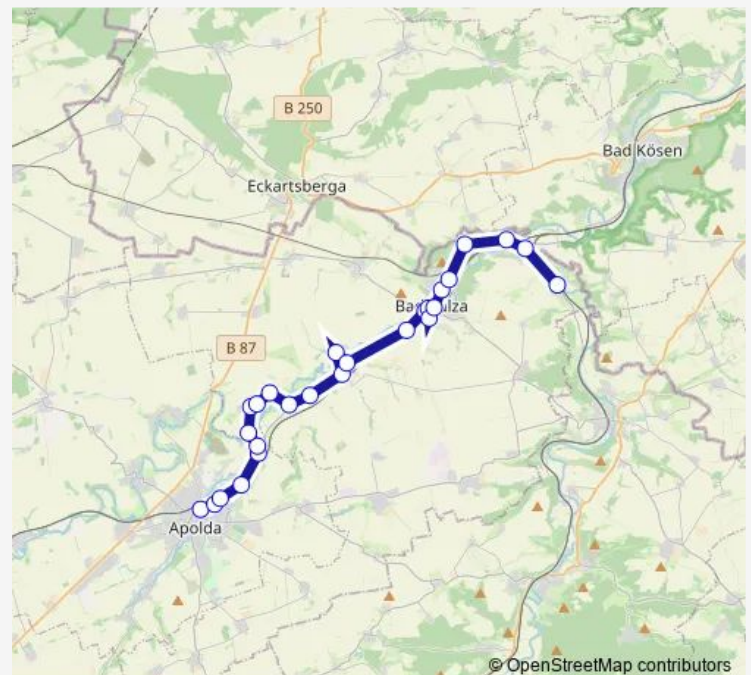 B 250
Bad Kösen
Eckartsberga
B 87
Apolda
© OpenStreetMap contributors